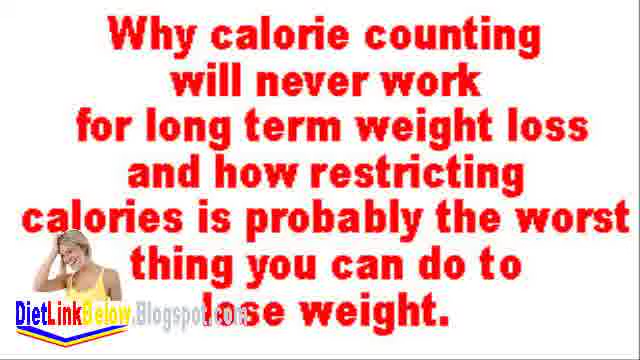 Why calorie counting
will never work
for long term weight loss
and how restricting
calories is probably the worst
thing you can do to
lose weight.
DietLinkBelow.Blogspot.com